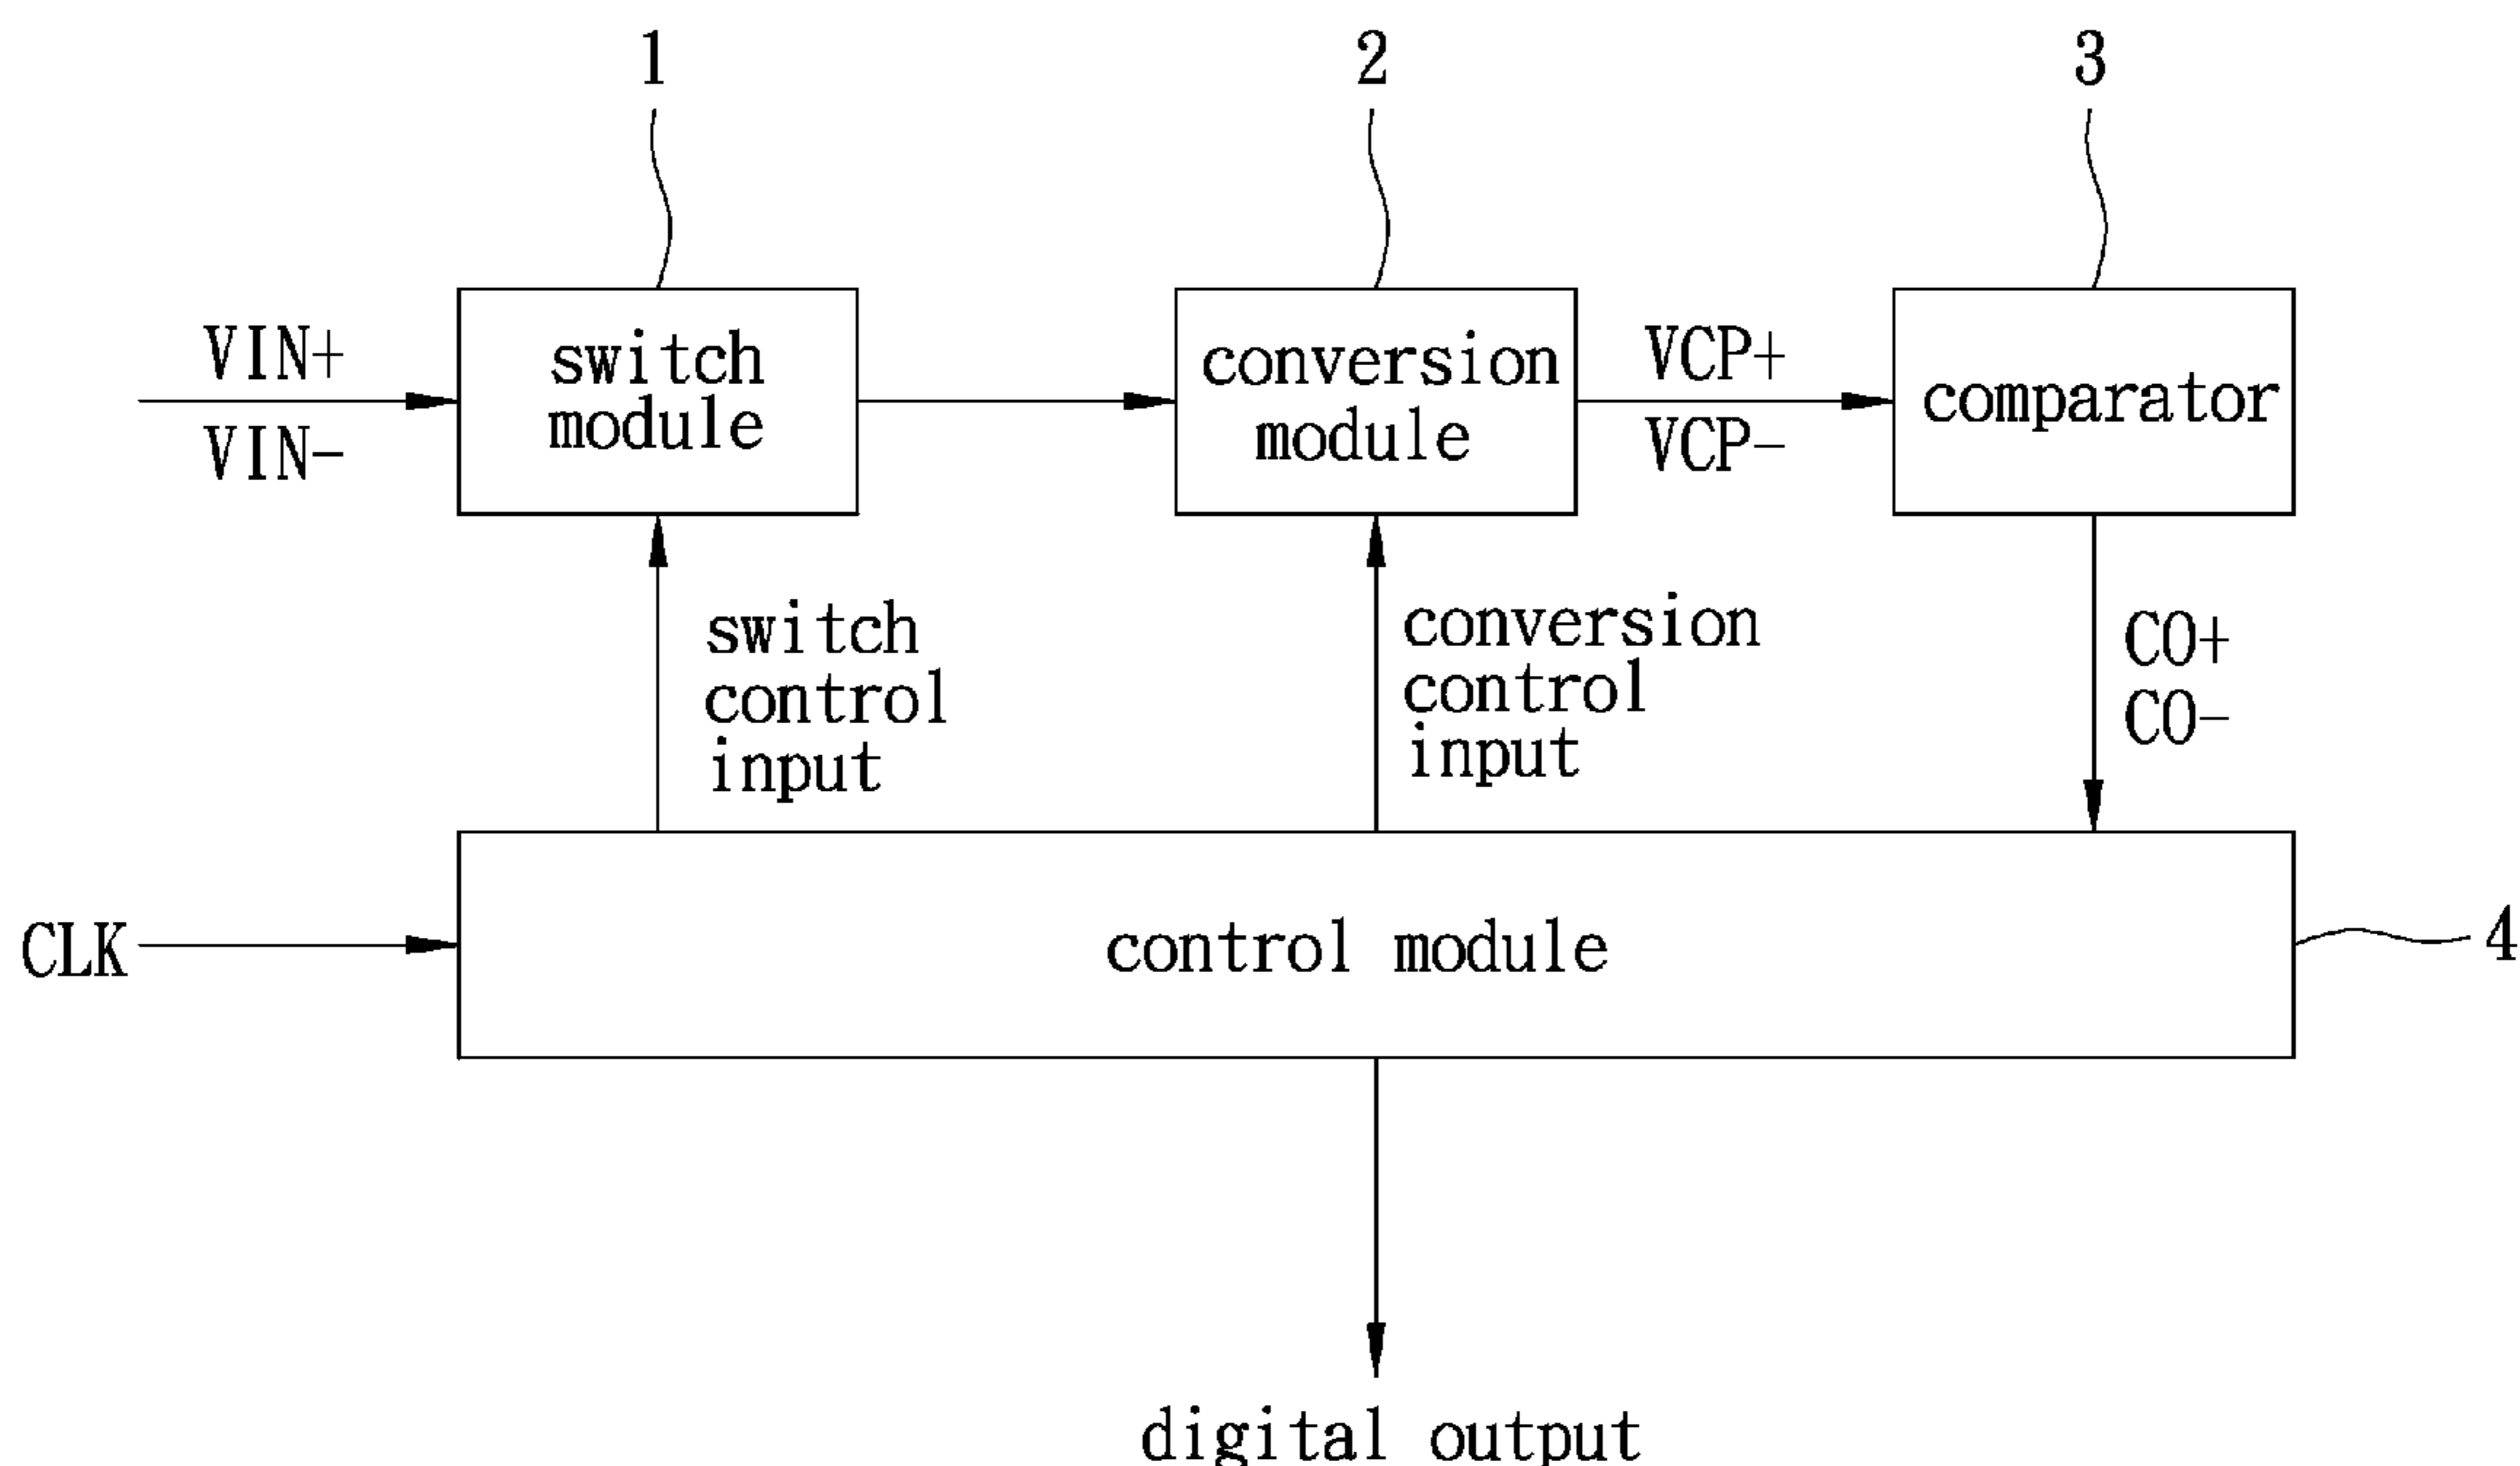 1
2
3
VIN+
VIN-
switch
module
conversion
module
VCP+
VCP-
comparator
switch
control
input
conversion
control
input
CO+
CO-
CLK
control module
4
digital output